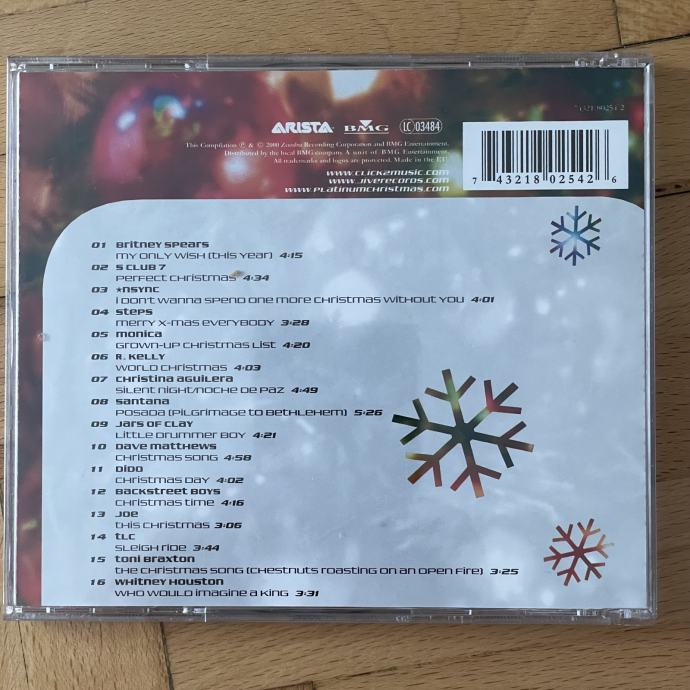 74321 80254 2
ARISTA BMG LC 03484
This Compilation ℗ & © 2000 Zomba Recording Corporation and BMG Entertainment.
Distributed by the local BMG company. A unit of BMG Entertainment.
All trademarks and logos are protected. Made in the EU.
www.click2music.com
www.jiverecords.com
www.platinumchristmas.com
7 43218 02542 6
01 Britney Spears
My Only Wish (This Year) 4:15
02 S Club 7
Perfect Christmas 4:34
03 *NSYNC
I Don't Wanna Spend One More Christmas Without You 4:01
04 Steps
Merry X-mas Everybody 3:28
05 Monica
Grown-Up Christmas List 4:20
06 R. Kelly
World Christmas 4:03
07 Christina Aguilera
Silent Night/Noche De Paz 4:49
08 Santana
Posada (Pilgrimage To Bethlehem) 5:26
09 Jars Of Clay
Little Drummer Boy 4:21
10 Dave Matthews
Christmas Song 4:58
11 Dido
Christmas Day 4:02
12 Backstreet Boys
Christmas Time 4:16
13 Joe
This Christmas 3:06
14 TLC
Sleigh Ride 3:44
15 Toni Braxton
The Christmas Song (Chestnuts Roasting On An Open Fire) 3:25
16 Whitney Houston
Who Would Imagine A King 3:31